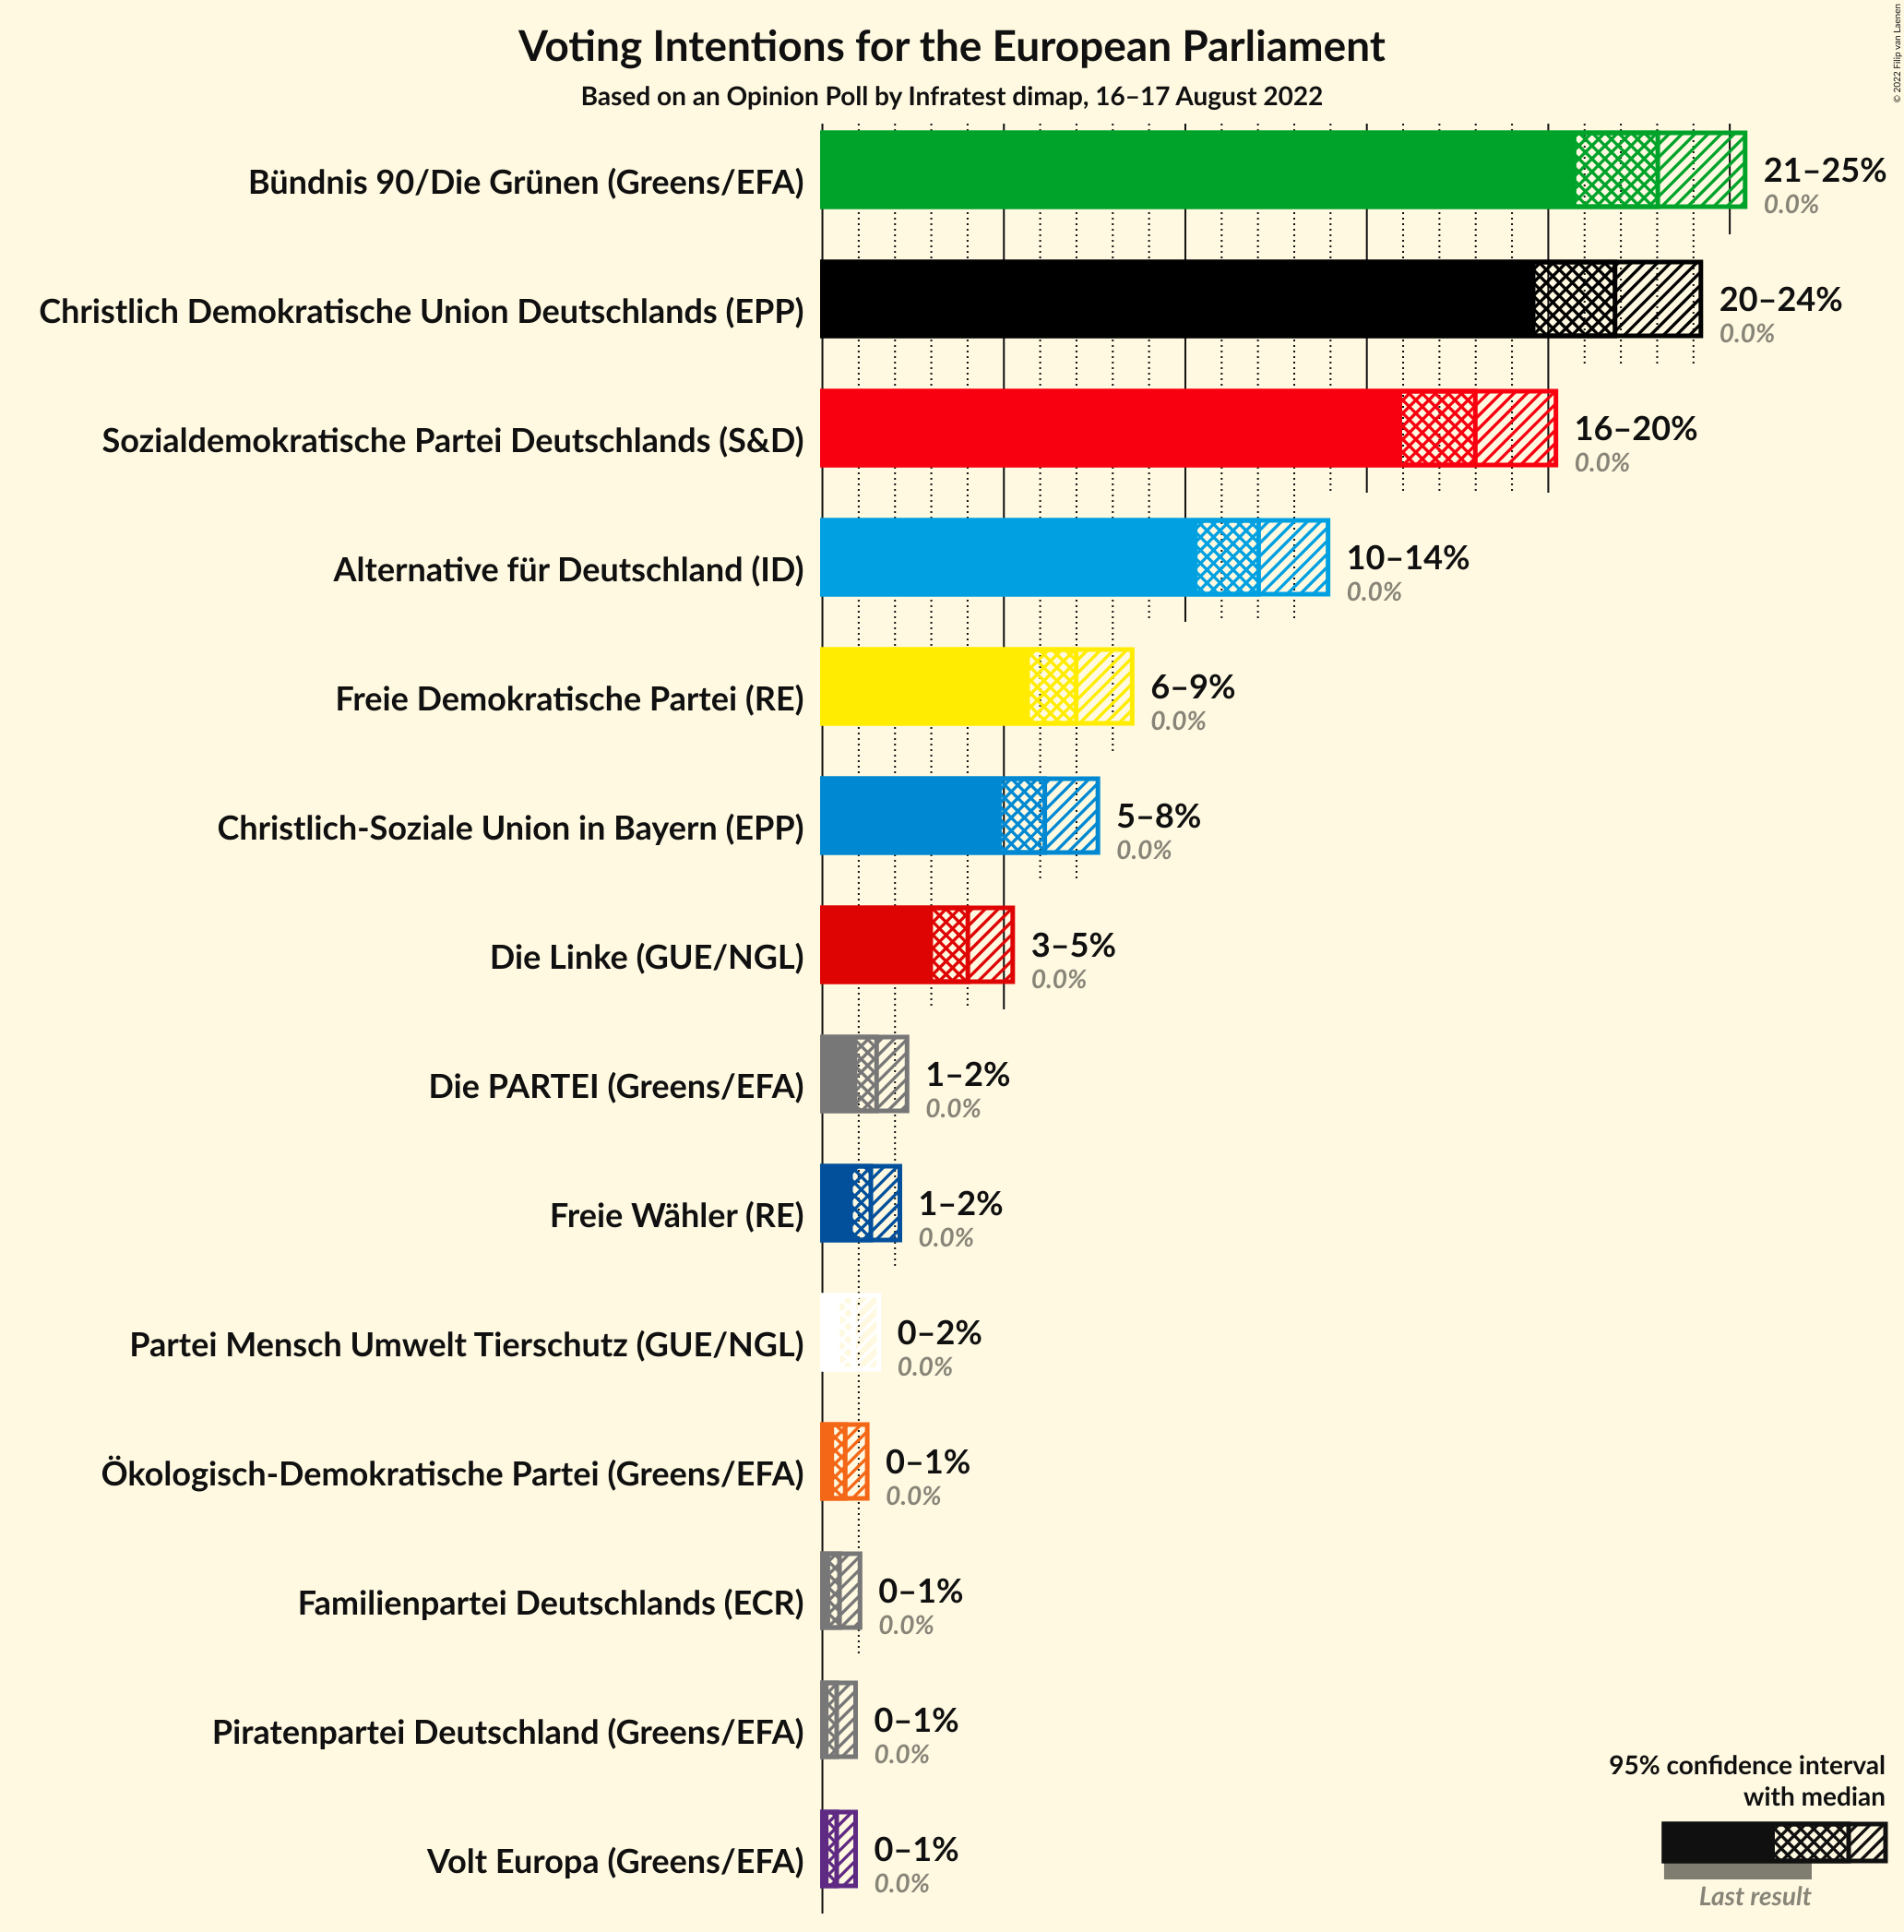 Voting Intentions for the European Parliament
Based on an Opinion Poll by Infratest dimap, 16–17 August 2022
© 2022 Filip van Laenen
Bündnis 90/Die Grünen (Greens/EFA)
21–25%
0.0%
Christlich Demokratische Union Deutschlands (EPP)
20–24%
0.0%
Sozialdemokratische Partei Deutschlands (S&D)
16–20%
0.0%
Alternative für Deutschland (ID)
10–14%
0.0%
Freie Demokratische Partei (RE)
6–9%
0.0%
Christlich-Soziale Union in Bayern (EPP)
5–8%
0.0%
Die Linke (GUE/NGL)
3–5%
0.0%
Die PARTEI (Greens/EFA)
1–2%
0.0%
Freie Wähler (RE)
1–2%
0.0%
Partei Mensch Umwelt Tierschutz (GUE/NGL)
0–2%
0.0%
Ökologisch-Demokratische Partei (Greens/EFA)
0–1%
0.0%
Familienpartei Deutschlands (ECR)
0–1%
0.0%
Piratenpartei Deutschland (Greens/EFA)
0–1%
0.0%
Volt Europa (Greens/EFA)
0–1%
0.0%
95% confidence interval
with median
Last result